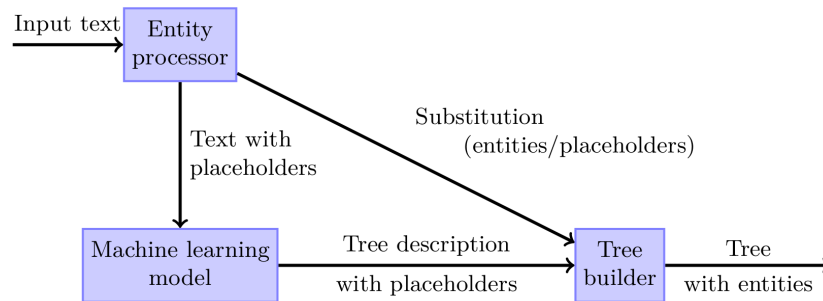 Input text
Entity
processor
Substitution
(entities/placeholders)
Text with
placeholders
Machine learning
model
Tree description
with placeholders
Tree
builder
Tree
with entities